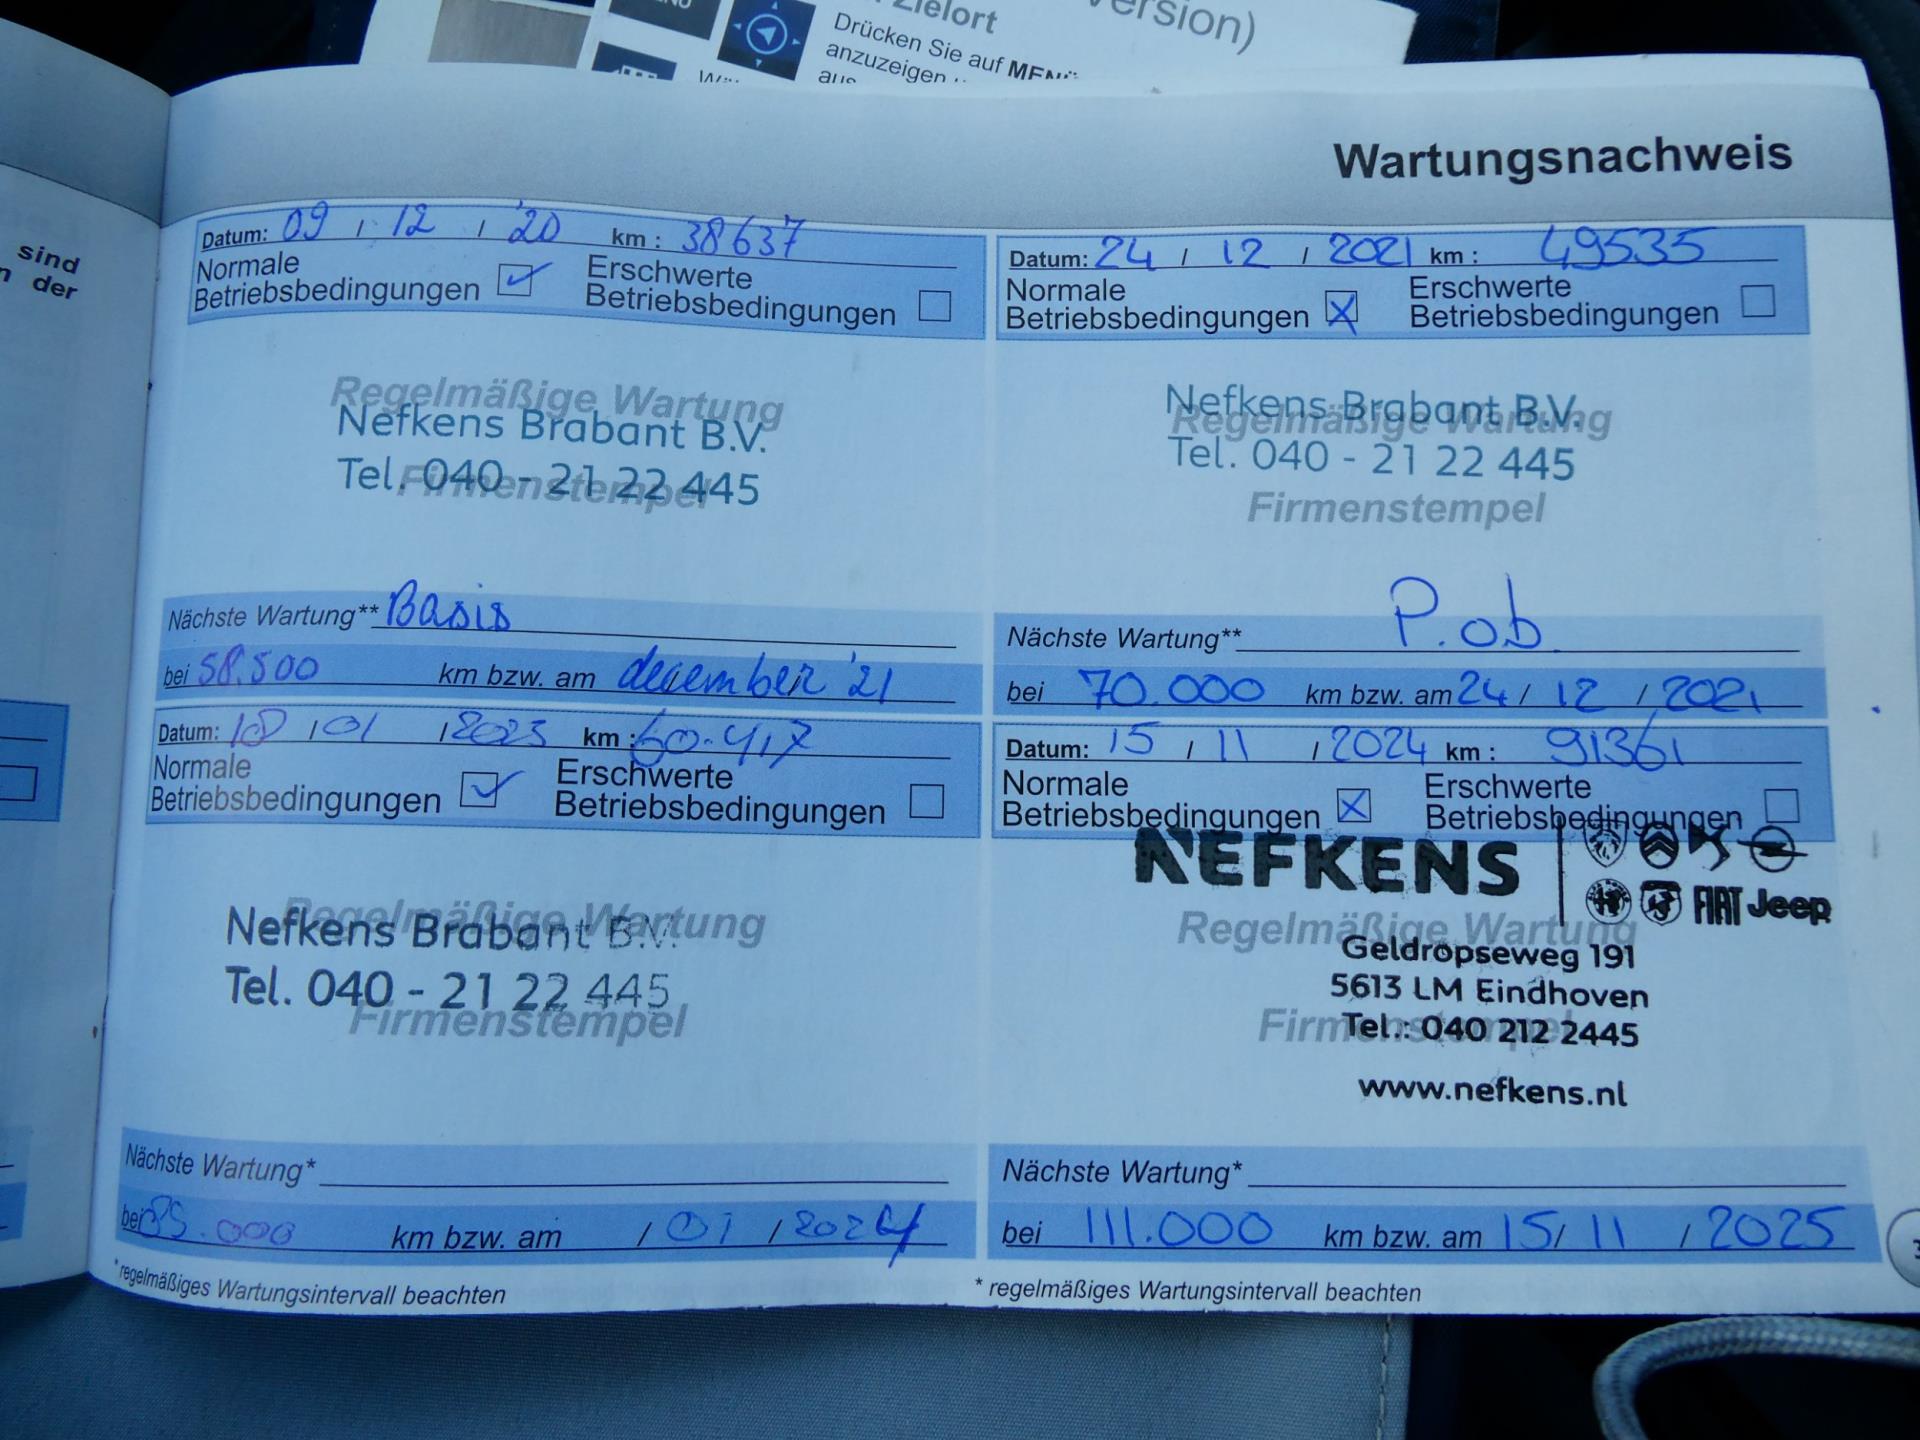 Zielort
ersion)
Drücken Sie auf MENÜ
anzuzeigen
aus
sind
der
Wartungsnachweis
Datum: 09 / 12 / '20 km : 38637
Normale
Betriebsbedingungen
Erschwerte
Betriebsbedingungen
Regelmäßige Wartung
Nefkens Brabant B.V.
Tel. 040 - 21 22 445
Firmenstempel
Nächste Wartung** Basis
bei 58.500 km bzw. am december '21
Datum: 24 / 12 / 2021 km : 49535
Normale
Betriebsbedingungen
Erschwerte
Betriebsbedingungen
Nefkens Brabant B.V.
Regelmäßige Wartung
Tel. 040 - 21 22 445
Firmenstempel
Nächste Wartung** P.ob
bei 70.000 km bzw. am 24 / 12 / 2021
Datum: 18 / 01 / 2023 km : 60.417
Normale
Betriebsbedingungen
Erschwerte
Betriebsbedingungen
Regelmäßige Wartung
Nefkens Brabant B.V.
Tel. 040 - 21 22 445
Firmenstempel
Nächste Wartung*
bei 85.000 km bzw. am / 01 / 2024
*regelmäßiges Wartungsintervall beachten
Datum: 15 / 11 / 2024 km : 91361
Normale
Betriebsbedingungen
Erschwerte
Betriebsbedingungen
NEFKENS
FIAT Jeep
Regelmäßige Wartung
Geldropseweg 191
5613 LM Eindhoven
Firmenstempel
Tel.: 040 212 2445
www.nefkens.nl
Nächste Wartung*
bei 111.000 km bzw. am 15 / 11 / 2025
* regelmäßiges Wartungsintervall beachten